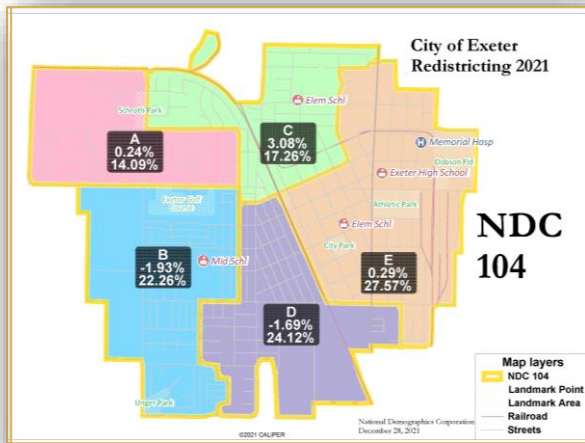 City of Exeter
Redistricting 2021
Elem Schl
Schroth Park
C
3.08%
17.26%
A
0.24%
14.09%
H Memorial Hosp
Dobson Fld
Exeter High School
Exeter Golf
Course
Athletic Park
Elem Schl
City Park
NDC
104
B
-1.93%
22.26%
Mid Schl
E
0.29%
27.57%
D
-1.69%
24.12%
Unger Park
Map layers
NDC 104
Landmark Point
Landmark Area
Railroad
Streets
National Demographics Corporation
December 28, 2021
©2021 CALIPER